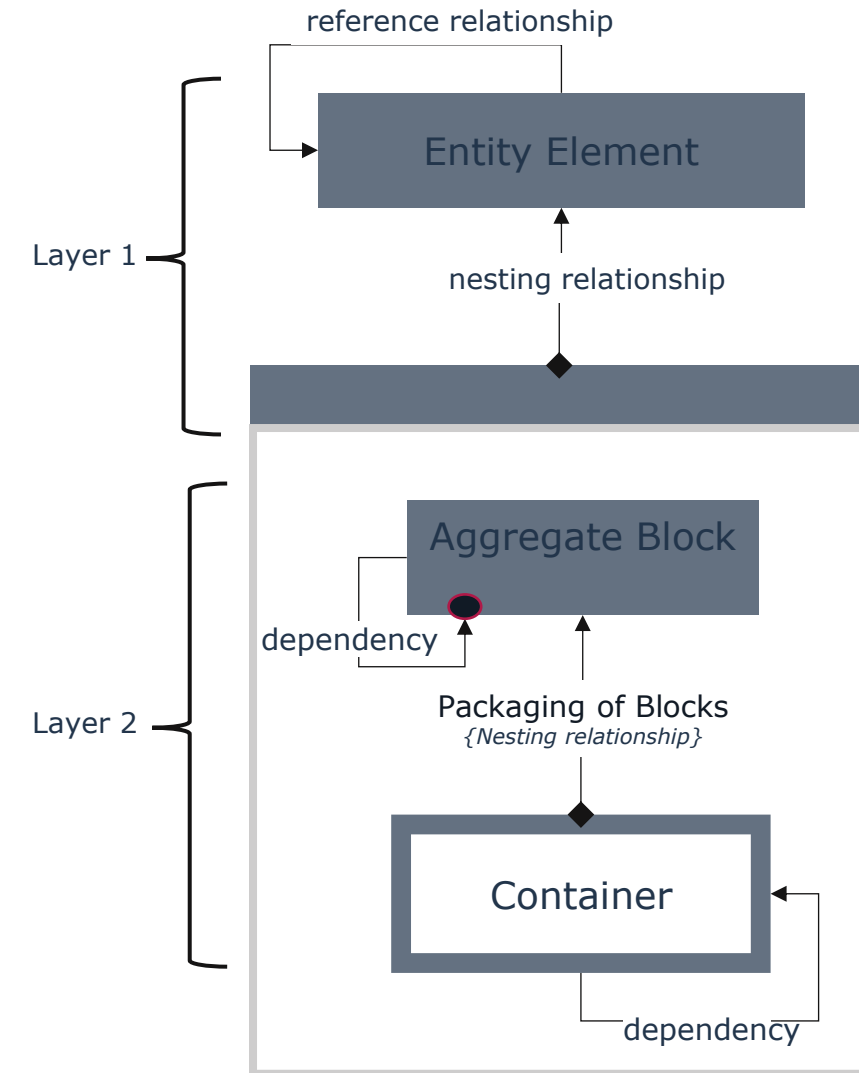 reference relationship
Entity Element
Layer 1
nesting relationship
Aggregate Block
dependency
Packaging of Blocks
{Nesting relationship}
Layer 2
Container
dependency